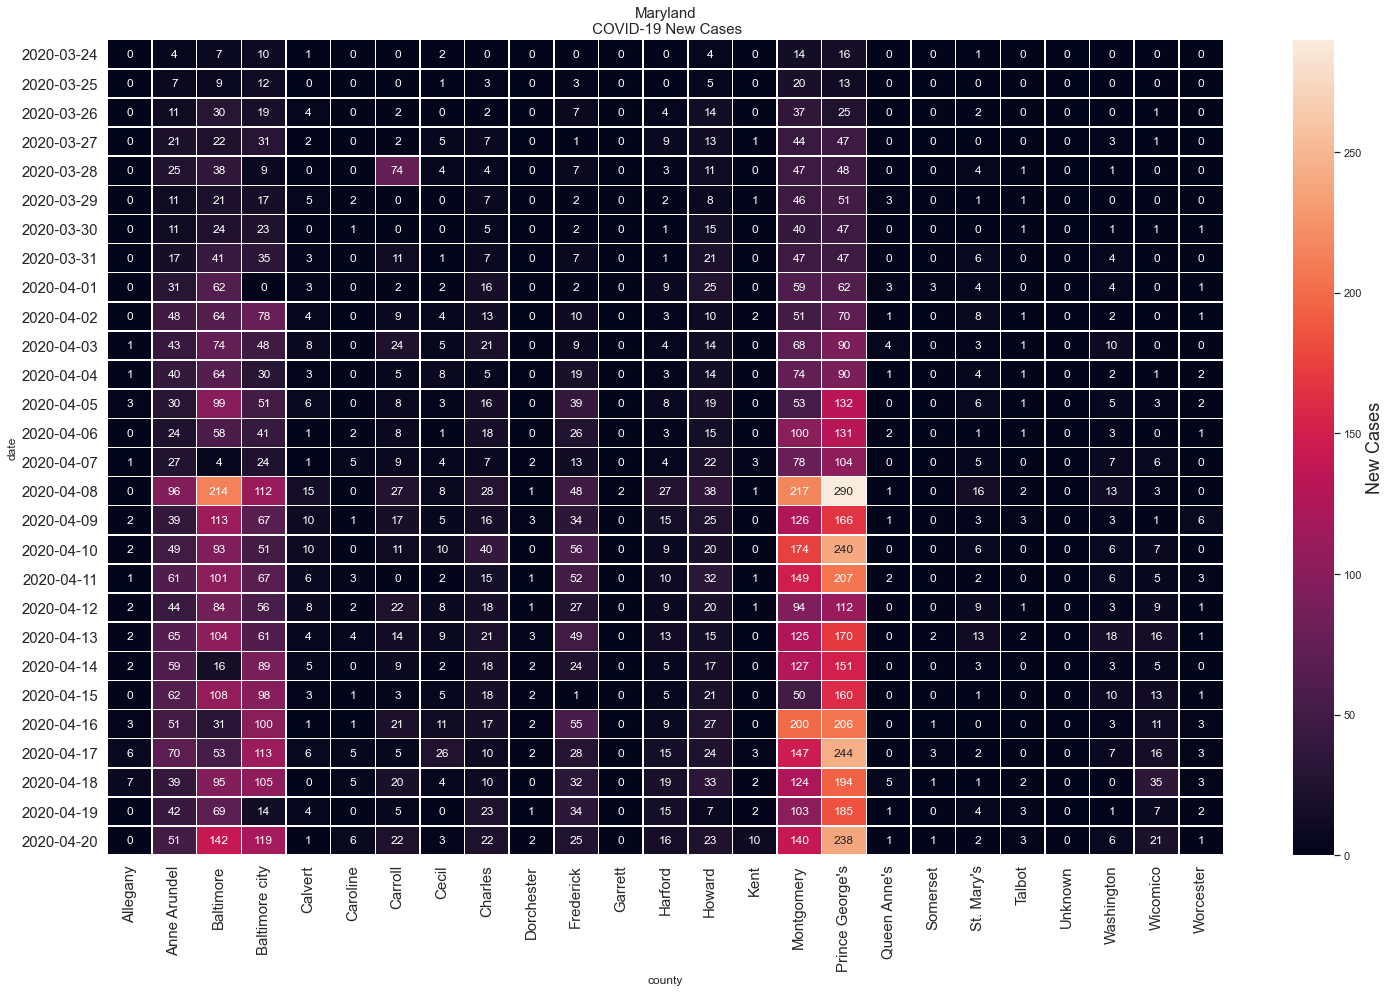 Maryland
COVID-19 New Cases
2020-03-24 0 4 7 10 1 0 0 2 0 0 0 0 0 4 0 14 16 0 0 1 0 0 0 0 0
2020-03-25 0 7 9 12 0 0 0 1 3 0 3 0 0 5 0 20 13 0 0 0 0 0 0 0 0
2020-03-26 0 11 30 19 4 0 2 0 2 0 7 0 4 14 0 37 25 0 0 2 0 0 0 1 0
2020-03-27 0 21 22 31 2 0 2 5 7 0 1 0 9 13 1 44 47 0 0 0 0 0 3 1 0
2020-03-28 0 25 38 9 0 0 74 4 4 0 7 0 3 11 0 47 48 0 0 4 1 0 1 0 0
2020-03-29 0 11 21 17 5 2 0 0 7 0 2 0 2 8 1 46 51 3 0 1 1 0 0 0 0
2020-03-30 0 11 24 23 0 1 0 0 5 0 2 0 1 15 0 40 47 0 0 0 1 0 1 1 1
2020-03-31 0 17 41 35 3 0 11 1 7 0 7 0 1 21 0 47 47 0 0 6 0 0 4 0 0
2020-04-01 0 31 62 0 3 0 2 2 16 0 2 0 9 25 0 59 62 3 3 4 0 0 4 0 1
2020-04-02 0 48 64 78 4 0 9 4 13 0 10 0 3 10 2 51 70 1 0 8 1 0 2 0 1
2020-04-03 1 43 74 48 8 0 24 5 21 0 9 0 4 14 0 68 90 4 0 3 1 0 10 0 0
2020-04-04 1 40 64 30 3 0 5 8 5 0 19 0 3 14 0 74 90 1 0 4 1 0 2 1 2
2020-04-05 3 30 99 51 6 0 8 3 16 0 39 0 8 19 0 53 132 0 0 6 1 0 5 3 2
2020-04-06 0 24 58 41 1 2 8 1 18 0 26 0 3 15 0 100 131 2 0 1 1 0 3 0 1
2020-04-07 1 27 4 24 1 5 9 4 7 2 13 0 4 22 3 78 104 0 0 5 0 0 7 6 0
2020-04-08 0 96 214 112 15 0 27 8 28 1 48 2 27 38 1 217 290 1 0 16 2 0 13 3 0
2020-04-09 2 39 113 67 10 1 17 5 16 3 34 0 15 25 0 126 166 1 0 3 3 0 3 1 6
2020-04-10 2 49 93 51 10 0 11 10 40 0 56 0 9 20 0 174 240 0 0 6 0 0 6 7 0
2020-04-11 1 61 101 67 6 3 0 2 15 1 52 0 10 32 1 149 207 2 0 2 0 0 6 5 3
2020-04-12 2 44 84 56 8 2 22 8 18 1 27 0 9 20 1 94 112 0 0 9 1 0 3 9 1
2020-04-13 2 65 104 61 4 4 14 9 21 3 49 0 13 15 0 125 170 0 2 13 2 0 18 16 1
2020-04-14 2 59 16 89 5 0 9 2 18 2 24 0 5 17 0 127 151 0 0 3 0 0 3 5 0
2020-04-15 0 62 108 98 3 1 3 5 18 2 1 0 5 21 0 50 160 0 0 1 0 0 10 13 1
2020-04-16 3 51 31 100 1 1 21 11 17 2 55 0 9 27 0 200 206 0 1 0 0 0 3 11 3
2020-04-17 6 70 53 113 6 5 5 26 10 2 28 0 15 24 3 147 244 0 3 2 0 0 7 16 3
2020-04-18 7 39 95 105 0 5 20 4 10 0 32 0 19 33 2 124 194 5 1 1 2 0 0 35 3
2020-04-19 0 42 69 14 4 0 5 0 23 1 34 0 15 7 2 103 185 1 0 4 3 0 1 7 2
2020-04-20 0 51 142 119 1 6 22 3 22 2 25 0 16 23 10 140 238 1 1 2 3 0 6 21 1
Allegany Anne Arundel Baltimore Baltimore city Calvert Caroline Carroll Cecil Charles Dorchester Frederick Garrett Harford Howard Kent Montgomery Prince George's Queen Anne's Somerset St. Mary's Talbot Unknown Washington Wicomico Worcester
county
date
250
200
150
100
50
0
New Cases